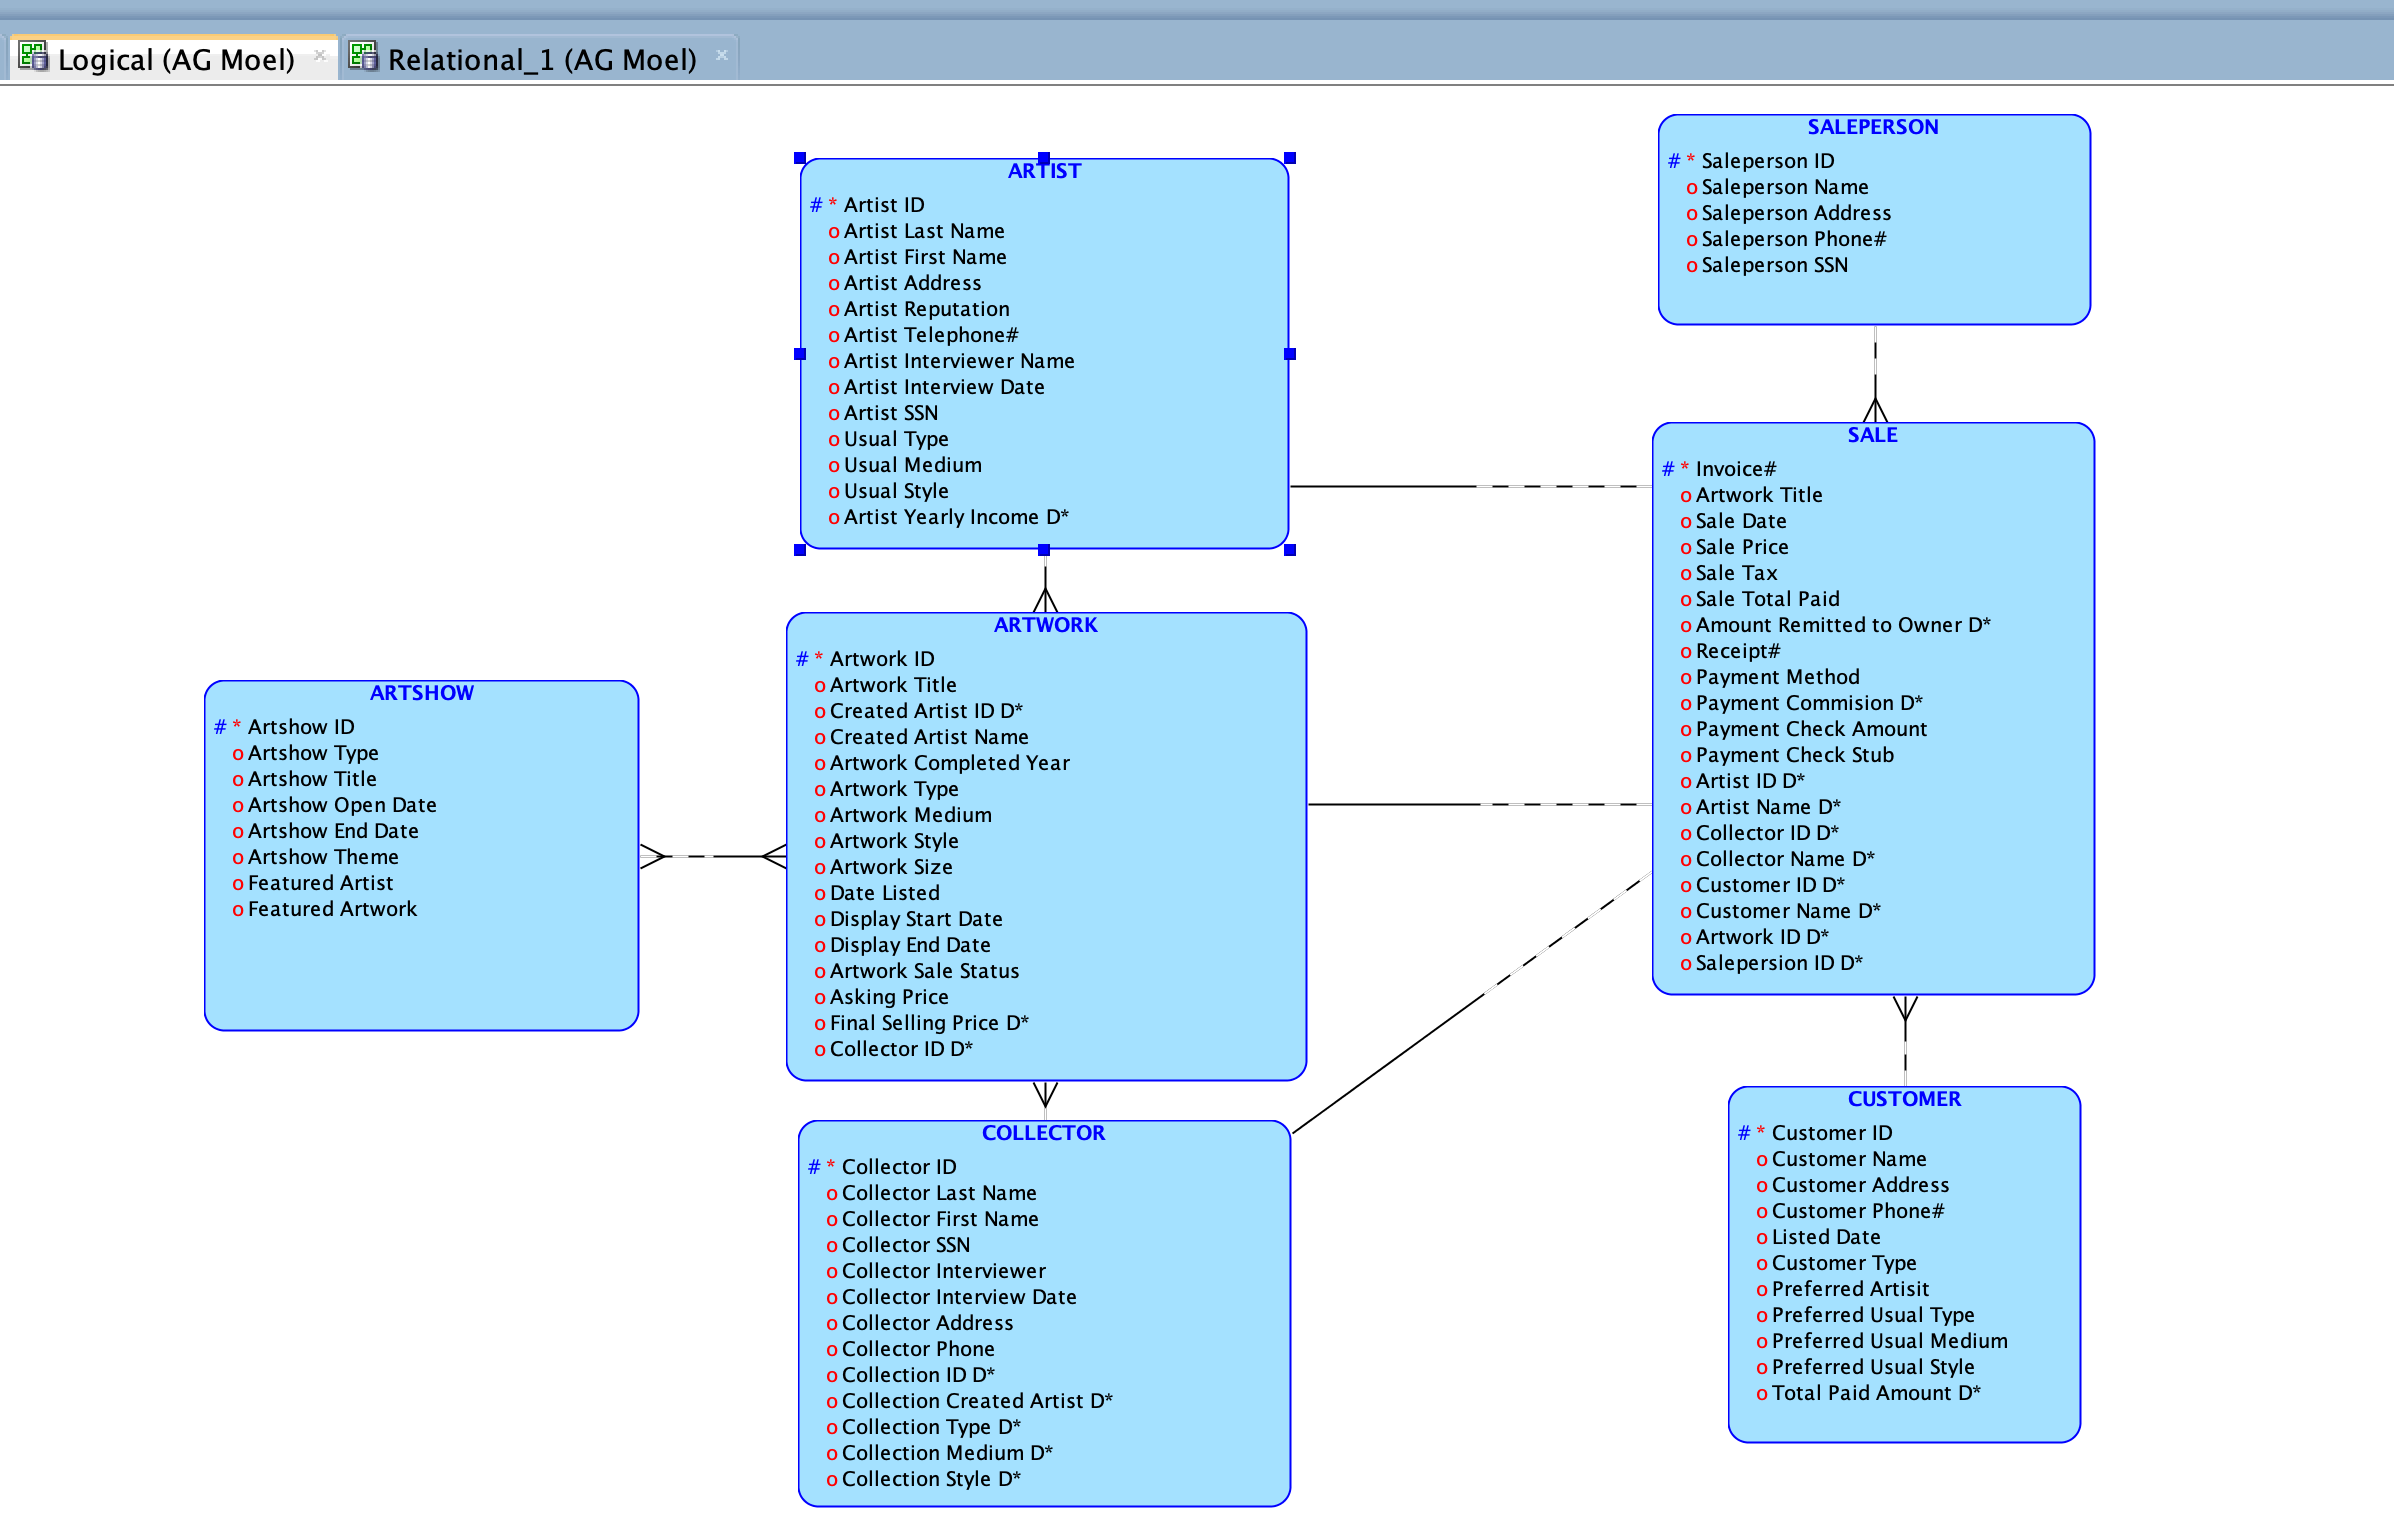 Logical (AG Moel)
Relational_1 (AG Moel)
ARTIST
# * Artist ID
o Artist Last Name
o Artist First Name
o Artist Address
o Artist Reputation
o Artist Telephone#
o Artist Interviewer Name
o Artist Interview Date
o Artist SSN
o Usual Type
o Usual Medium
o Usual Style
o Artist Yearly Income D*
SALEPERSON
# * Saleperson ID
o Saleperson Name
o Saleperson Address
o Saleperson Phone#
o Saleperson SSN
ARTSHOW
# * Artshow ID
o Artshow Type
o Artshow Title
o Artshow Open Date
o Artshow End Date
o Artshow Theme
o Featured Artist
o Featured Artwork
ARTWORK
# * Artwork ID
o Artwork Title
o Created Artist ID D*
o Created Artist Name
o Artwork Completed Year
o Artwork Type
o Artwork Medium
o Artwork Style
o Artwork Size
o Date Listed
o Display Start Date
o Display End Date
o Artwork Sale Status
o Asking Price
o Final Selling Price D*
o Collector ID D*
SALE
# * Invoice#
o Artwork Title
o Sale Date
o Sale Price
o Sale Tax
o Sale Total Paid
o Amount Remitted to Owner D*
o Receipt#
o Payment Method
o Payment Commision D*
o Payment Check Amount
o Payment Check Stub
o Artist ID D*
o Artist Name D*
o Collector ID D*
o Collector Name D*
o Customer ID D*
o Customer Name D*
o Artwork ID D*
o Salepersion ID D*
COLLECTOR
# * Collector ID
o Collector Last Name
o Collector First Name
o Collector SSN
o Collector Interviewer
o Collector Interview Date
o Collector Address
o Collector Phone
o Collection ID D*
o Collection Created Artist D*
o Collection Type D*
o Collection Medium D*
o Collection Style D*
CUSTOMER
# * Customer ID
o Customer Name
o Customer Address
o Customer Phone#
o Listed Date
o Customer Type
o Preferred Artisit
o Preferred Usual Type
o Preferred Usual Medium
o Preferred Usual Style
o Total Paid Amount D*